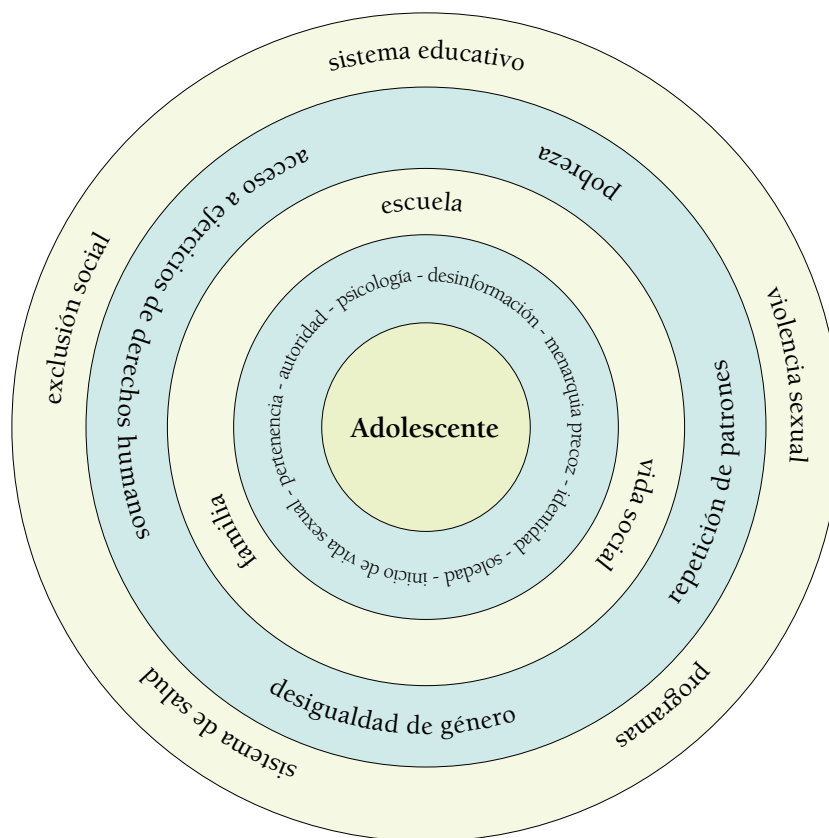 sistema educativo
violencia sexual
programas
sistema de salud
exclusión social
acceso a ejercicios de derechos humanos
pobreza
repetición de patrones
desigualdad de género
escuela
vida social
familia
pertenencia - autoridad - psicología - desinformación - menarquia precoz - identidad - soledad - inicio de vida sexual -
Adolescente